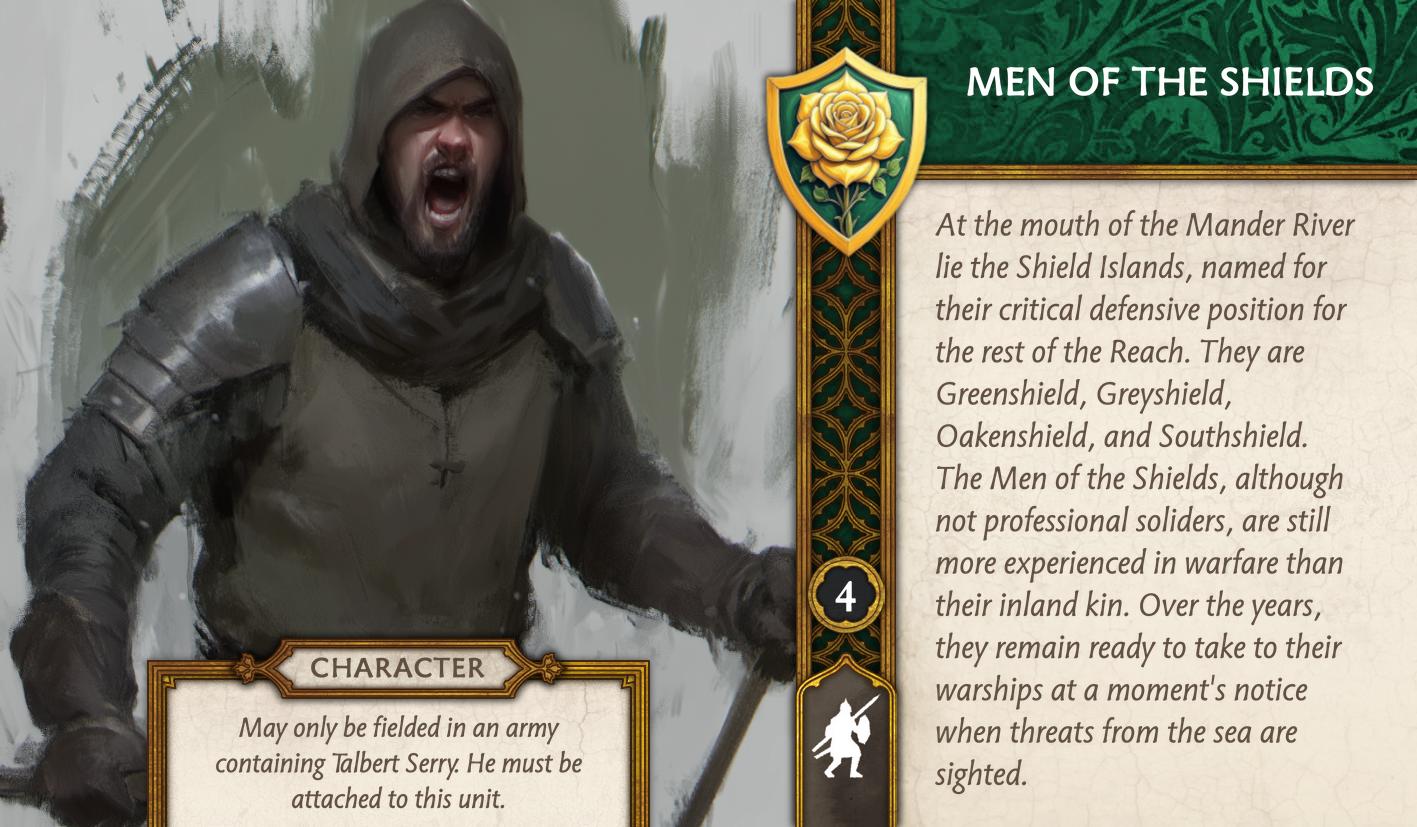 MEN OF THE SHIELDS
At the mouth of the Mander River
lie the Shield Islands, named for
their critical defensive position for
the rest of the Reach. They are
Greenshield, Greyshield,
Oakenshield, and Southshield.
The Men of the Shields, although
not professional soliders, are still
more experienced in warfare than
their inland kin. Over the years,
they remain ready to take to their
warships at a moment's notice
when threats from the sea are
sighted.
4
CHARACTER
May only be fielded in an army
containing Talbert Serry. He must be
attached to this unit.